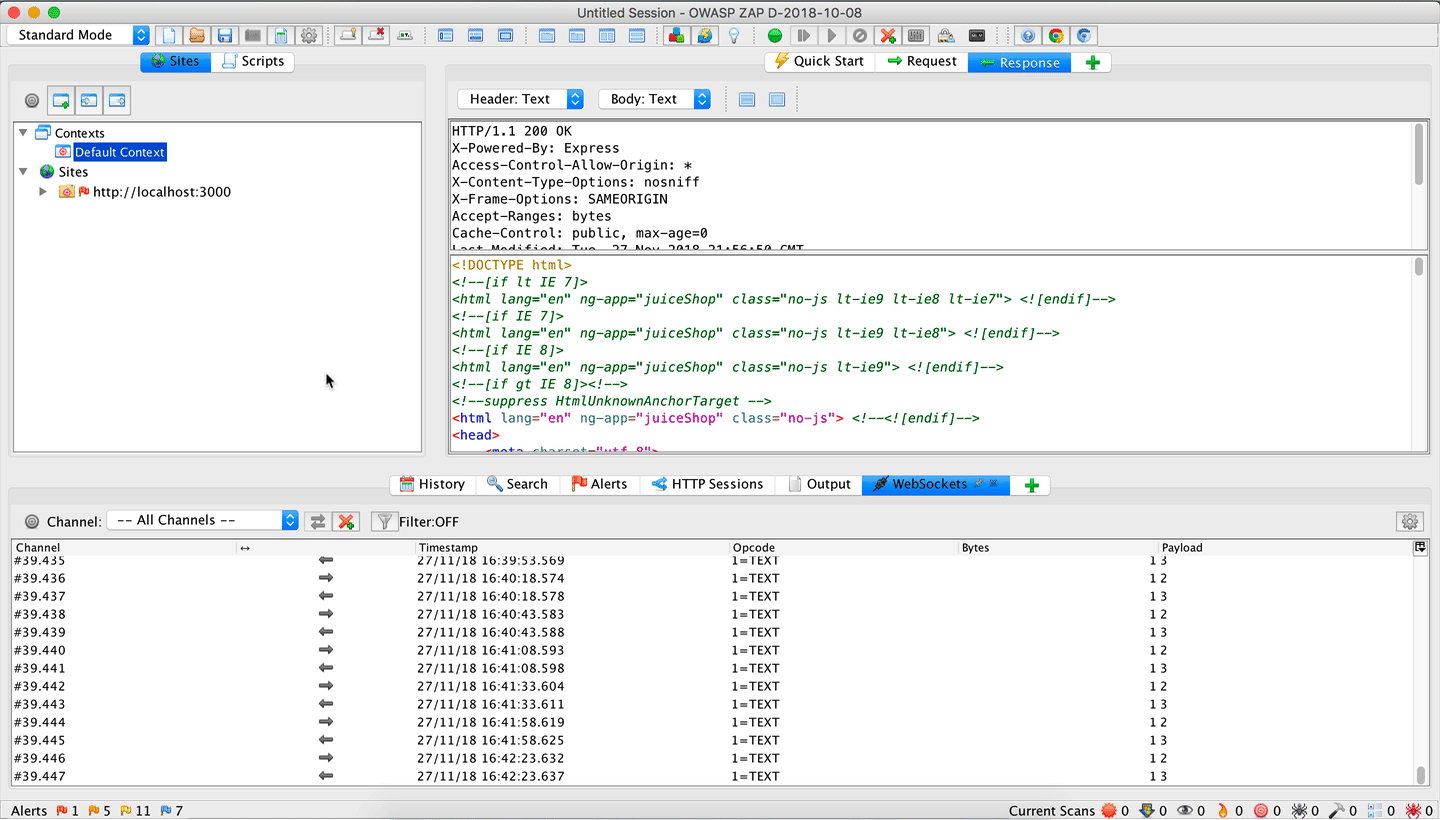 Untitled Session - OWASP ZAP D-2018-10-08
Standard Mode
Sites Scripts
Quick Start Request Response
Header: Text Body: Text
Contexts
Default Context
Sites
http://localhost:3000
HTTP/1.1 200 OK
X-Powered-By: Express
Access-Control-Allow-Origin: *
X-Content-Type-Options: nosniff
X-Frame-Options: SAMEORIGIN
Accept-Ranges: bytes
Cache-Control: public, max-age=0
Last-Modified: Tue, 27 Nov 2018 21:56:50 GMT
<!DOCTYPE html>
<!--[if lt IE 7]>
<html lang="en" ng-app="juiceShop" class="no-js lt-ie9 lt-ie8 lt-ie7"> <![endif]-->
<!--[if IE 7]>
<html lang="en" ng-app="juiceShop" class="no-js lt-ie9 lt-ie8"> <![endif]-->
<!--[if IE 8]>
<html lang="en" ng-app="juiceShop" class="no-js lt-ie9"> <![endif]-->
<!--[if gt IE 8]><!-->
<!--suppress HtmlUnknownAnchorTarget -->
<html lang="en" ng-app="juiceShop" class="no-js"> <!--<![endif]-->
<head>
<meta charset="utf-8">
History Search Alerts HTTP Sessions Output WebSockets
Channel: -- All Channels -- Filter:OFF
Channel ↔ Timestamp Opcode Bytes Payload
#39.435 27/11/18 16:39:53.569 1=TEXT 1 3
#39.436 27/11/18 16:40:18.574 1=TEXT 1 2
#39.437 27/11/18 16:40:18.578 1=TEXT 1 3
#39.438 27/11/18 16:40:43.583 1=TEXT 1 2
#39.439 27/11/18 16:40:43.588 1=TEXT 1 3
#39.440 27/11/18 16:41:08.593 1=TEXT 1 2
#39.441 27/11/18 16:41:08.598 1=TEXT 1 3
#39.442 27/11/18 16:41:33.604 1=TEXT 1 2
#39.443 27/11/18 16:41:33.611 1=TEXT 1 3
#39.444 27/11/18 16:41:58.619 1=TEXT 1 2
#39.445 27/11/18 16:41:58.625 1=TEXT 1 3
#39.446 27/11/18 16:42:23.632 1=TEXT 1 2
#39.447 27/11/18 16:42:23.637 1=TEXT 1 3
Alerts 1 5 11 7 Current Scans 0 0 0 0 0 0 0 0 0